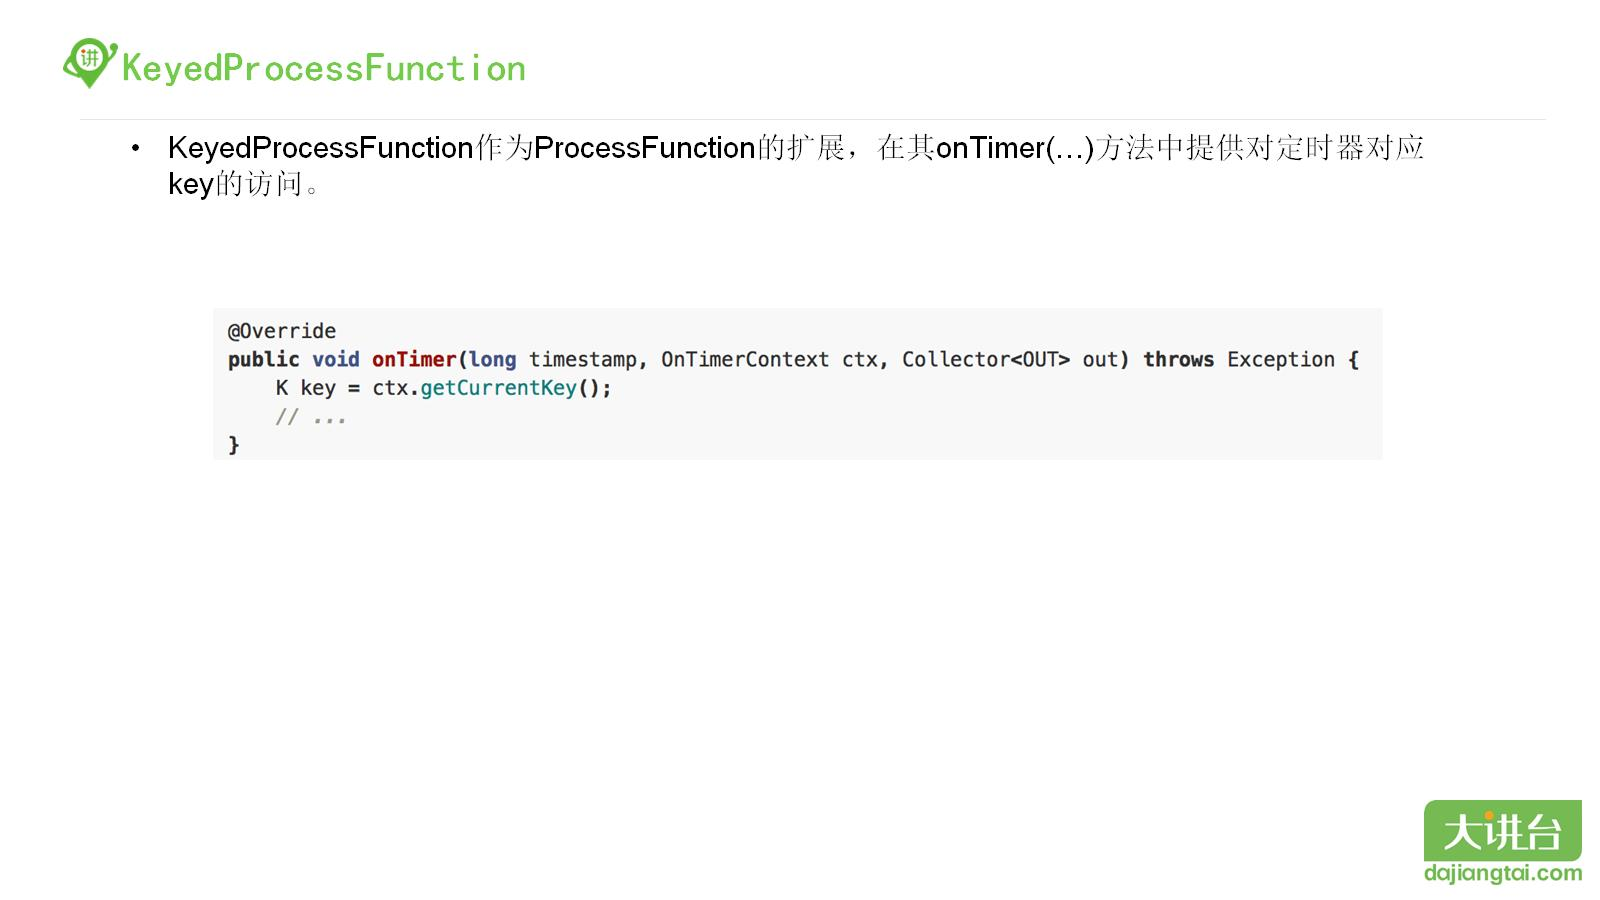 讲
KeyedProcessFunction
• KeyedProcessFunction作为ProcessFunction的扩展，在其onTimer(…)方法中提供对定时器对应
key的访问。
@Override
public void onTimer(long timestamp, OnTimerContext ctx, Collector<OUT> out) throws Exception {
    K key = ctx.getCurrentKey();
    // ...
}
大讲台
dajiangtai.com